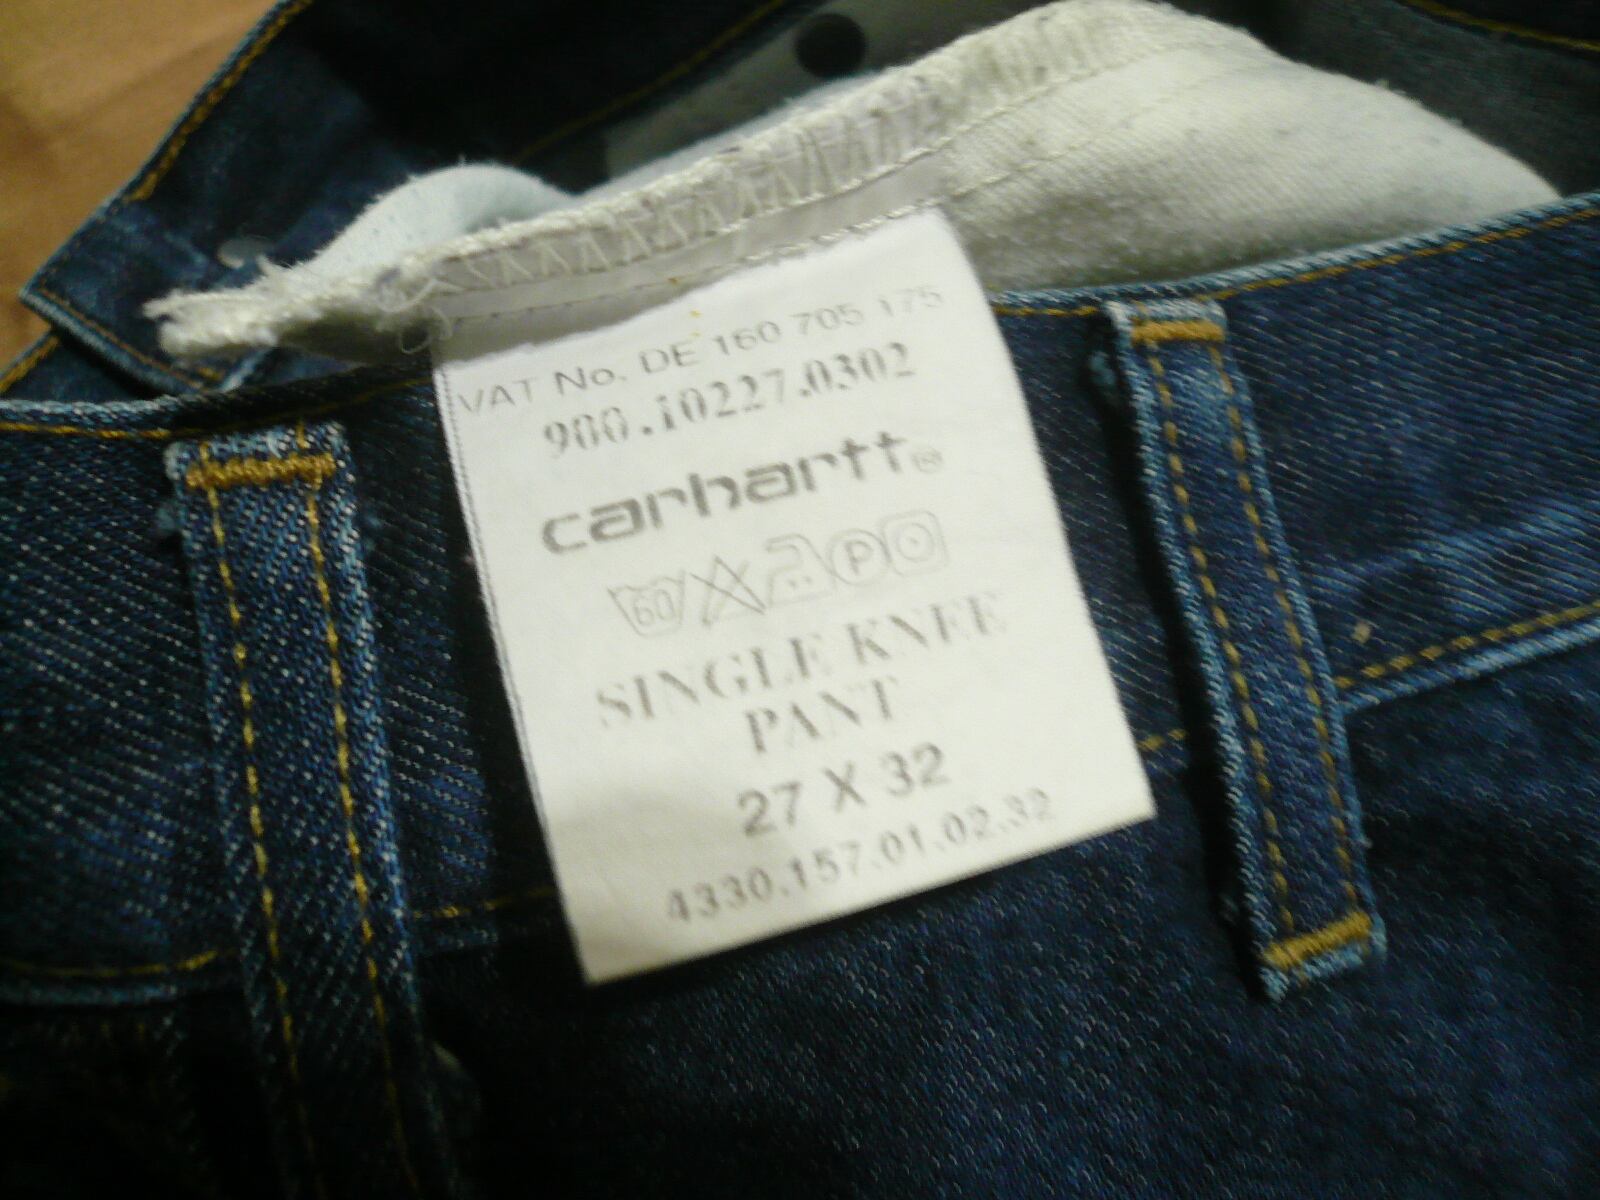 VAT No. DE 160 705 175
900.10227.0302
carhartt®
60 P
SINGLE KNEE
PANT
27 X 32
4330.157.01.02.32